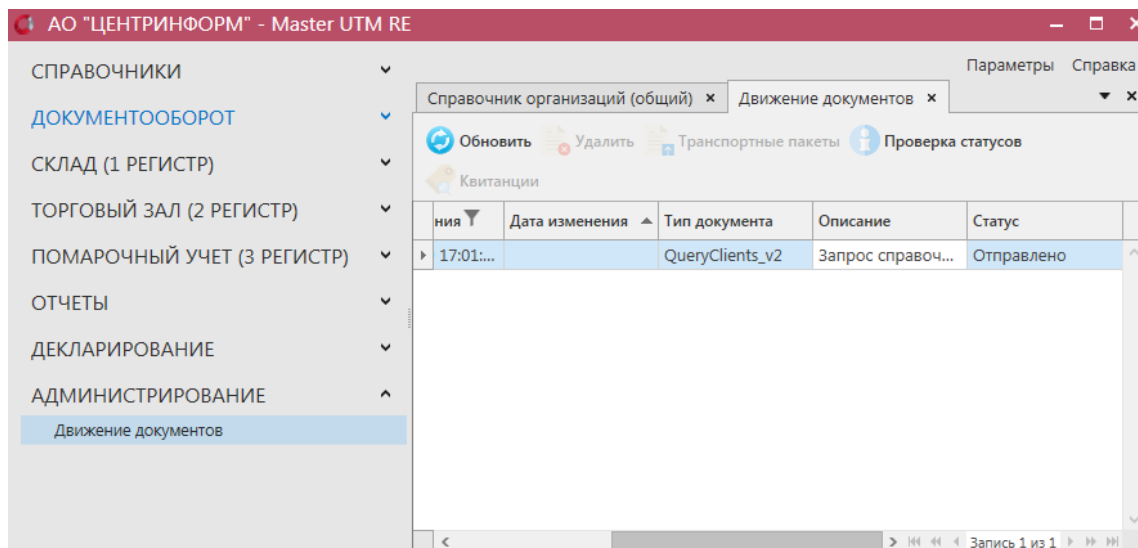 АО "ЦЕНТРИНФОРМ" - Master UTM RE
Параметры Справка
СПРАВОЧНИКИ
ДОКУМЕНТООБОРОТ
СКЛАД (1 РЕГИСТР)
ТОРГОВЫЙ ЗАЛ (2 РЕГИСТР)
ПОМАРОЧНЫЙ УЧЕТ (3 РЕГИСТР)
ОТЧЕТЫ
ДЕКЛАРИРОВАНИЕ
АДМИНИСТРИРОВАНИЕ
Движение документов
Справочник организаций (общий) Движение документов
Обновить Удалить Транспортные пакеты Проверка статусов
Квитанции
ния Дата изменения Тип документа Описание Статус
17:01:... QueryClients_v2 Запрос справоч... Отправлено
Запись 1 из 1